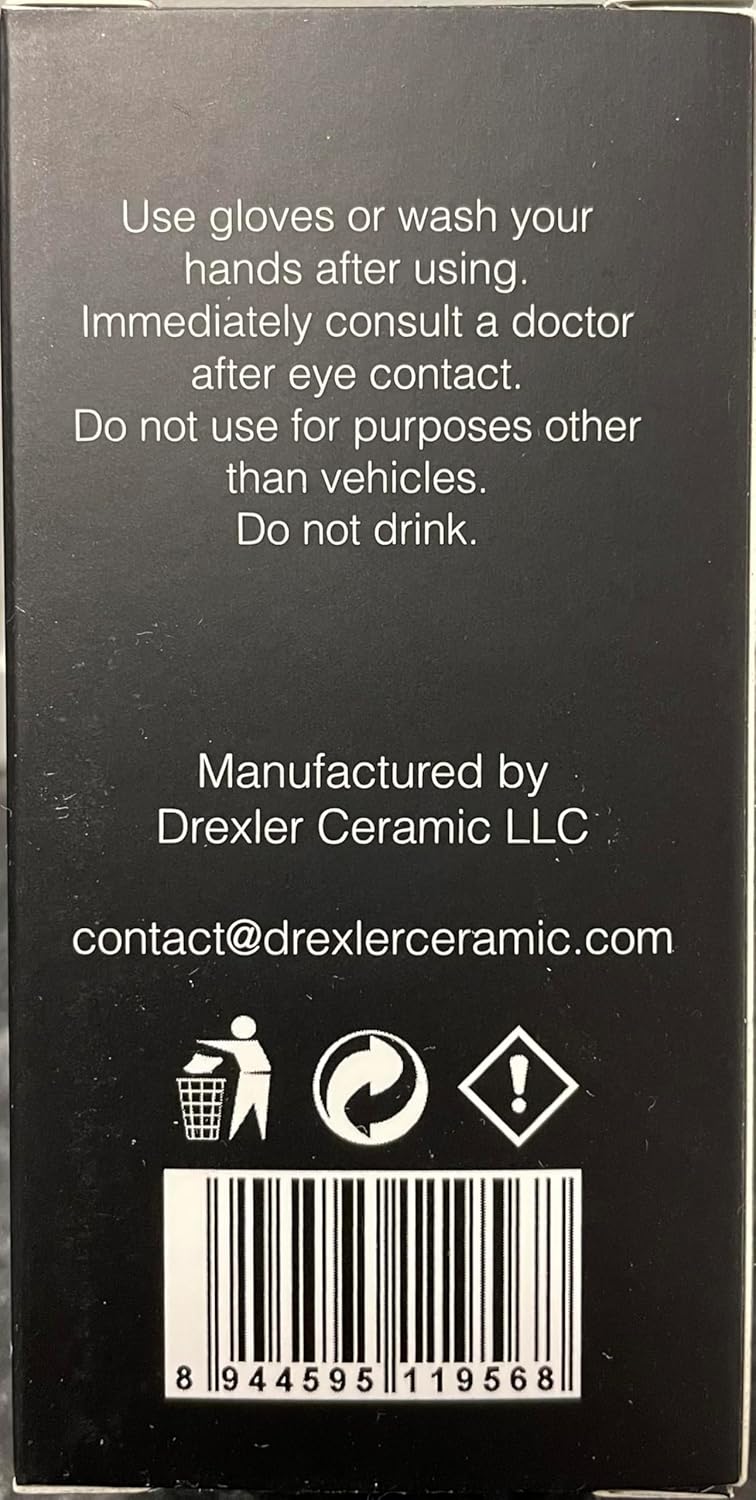 Use gloves or wash your
hands after using.
Immediately consult a doctor
after eye contact.
Do not use for purposes other
than vehicles.
Do not drink.
Manufactured by
Drexler Ceramic LLC
contact@drexlerceramic.com
8 944595 119568